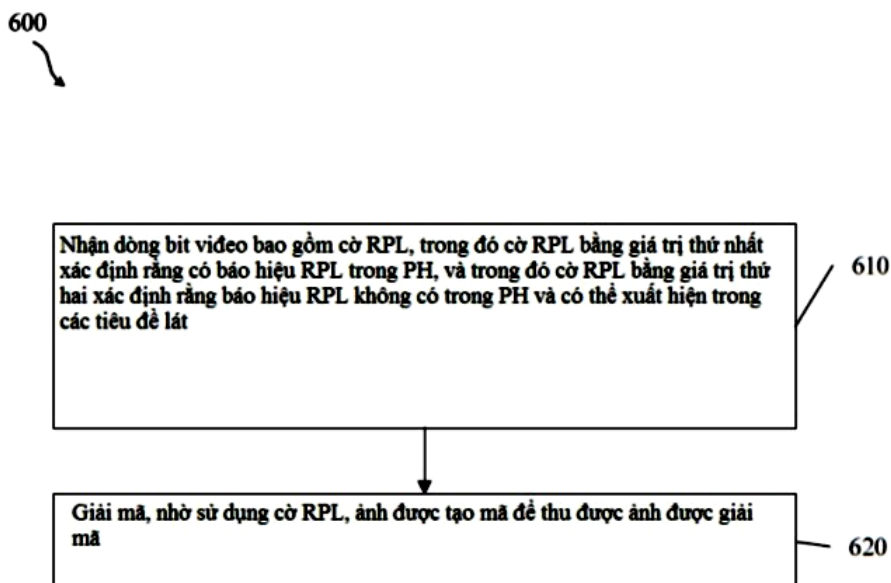 600
Nhận dòng bit viđeo bao gồm cờ RPL, trong đó cờ RPL bằng giá trị thứ nhất
xác định rằng có báo hiệu RPL trong PH, và trong đó cờ RPL bằng giá trị thứ
hai xác định rằng báo hiệu RPL không có trong PH và có thể xuất hiện trong
các tiêu đề lát
610
Giải mã, nhờ sử dụng cờ RPL, ảnh được tạo mã để thu được ảnh được giải
mã
620